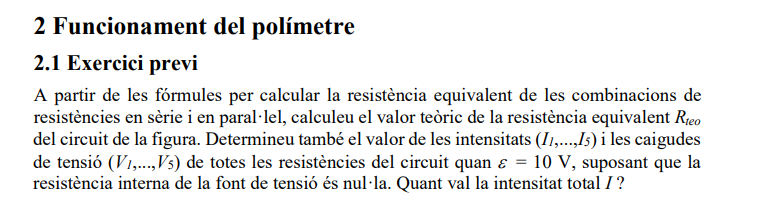 2 Funcionament del polímetre
2.1 Exercici previ
A partir de les fórmules per calcular la resistència equivalent de les combinacions de
resistències en sèrie i en paral·lel, calculeu el valor teòric de la resistència equivalent Rteo
del circuit de la figura. Determineu també el valor de les intensitats (I1,...,I5) i les caigudes
de tensió (V1,...,V5) de totes les resistències del circuit quan ε = 10 V, suposant que la
resistència interna de la font de tensió és nul·la. Quant val la intensitat total I ?